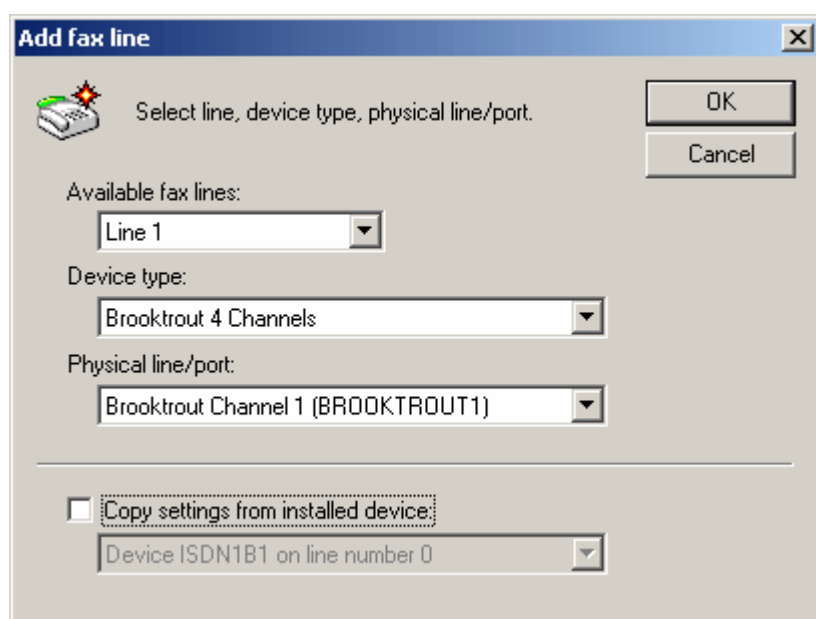 Add fax line
Select line, device type, physical line/port.
OK
Cancel
Available fax lines:
Line 1
Device type:
Brooktrout 4 Channels
Physical line/port:
Brooktrout Channel 1 (BROOKTROUT1)
Copy settings from installed device:
Device ISDN1B1 on line number 0